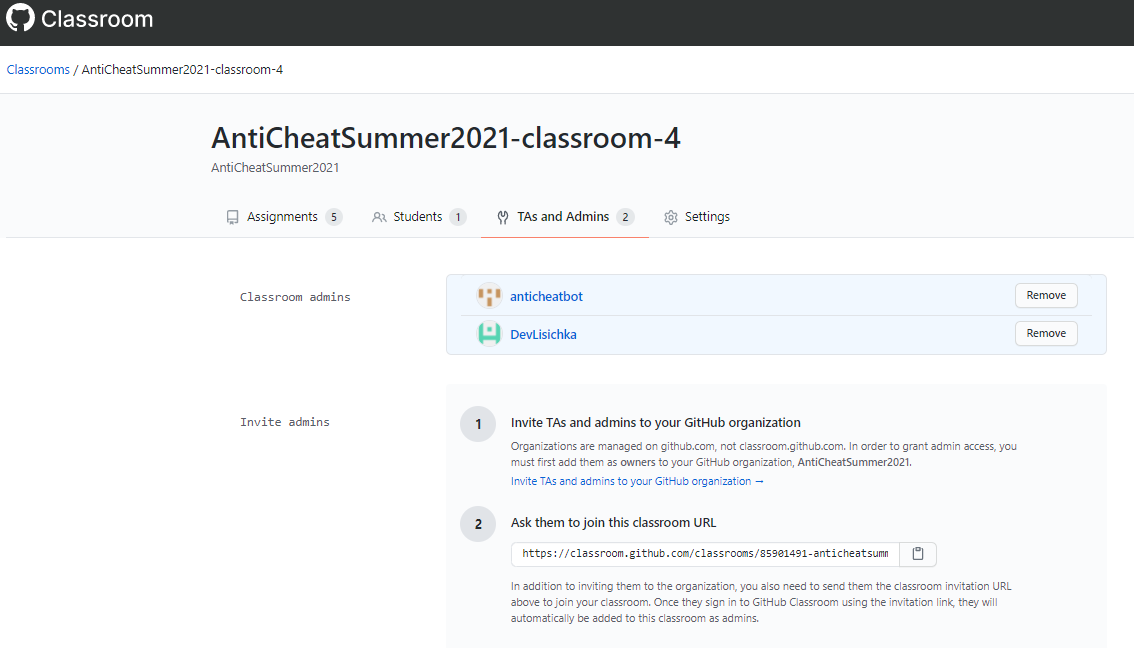 Classroom
Classrooms / AntiCheatSummer2021-classroom-4
AntiCheatSummer2021-classroom-4
AntiCheatSummer2021
Assignments 5 Students 1 TAs and Admins 2 Settings
Classroom admins
anticheatbot Remove
DevLisichka Remove
Invite admins
1 Invite TAs and admins to your GitHub organization
Organizations are managed on github.com, not classroom.github.com. In order to grant admin access, you
must first add them as owners to your GitHub organization, AntiCheatSummer2021.
Invite TAs and admins to your GitHub organization →
2 Ask them to join this classroom URL
https://classroom.github.com/classrooms/85901491-anticheatsumm
In addition to inviting them to the organization, you also need to send them the classroom invitation URL
above to join your classroom. Once they sign in to GitHub Classroom using the invitation link, they will
automatically be added to this classroom as admins.